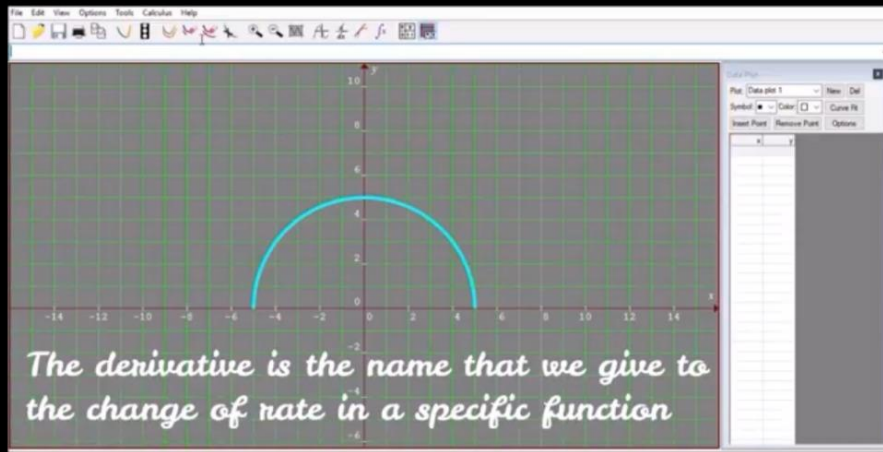 File Edit View Options Tools Calculus Help
Data Plot
Plot: Data plot 1 New Del
Symbol: Color: Curve Fit
Insert Point Remove Point Options
x y
y
10
8
6
4
2
0
-14 -12 -10 -8 -6 -4 -2 0 2 4 6 8 10 12 14
x
-2
The derivative is the name that we give to
-4
the change of rate in a specific function
-6